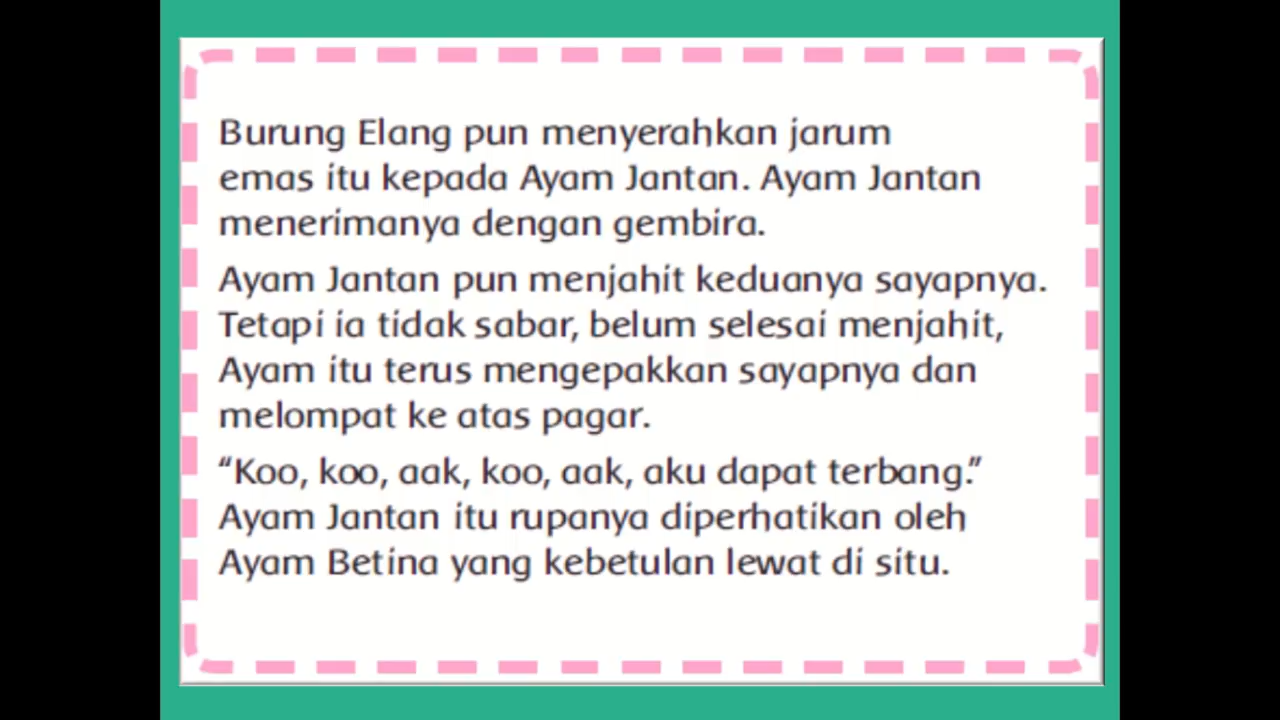 Burung Elang pun menyerahkan jarum
emas itu kepada Ayam Jantan. Ayam Jantan
menerimanya dengan gembira.
Ayam Jantan pun menjahit keduanya sayapnya.
Tetapi ia tidak sabar, belum selesai menjahit,
Ayam itu terus mengepakkan sayapnya dan
melompat ke atas pagar.
“Koo, koo, aak, koo, aak, aku dapat terbang.”
Ayam Jantan itu rupanya diperhatikan oleh
Ayam Betina yang kebetulan lewat di situ.